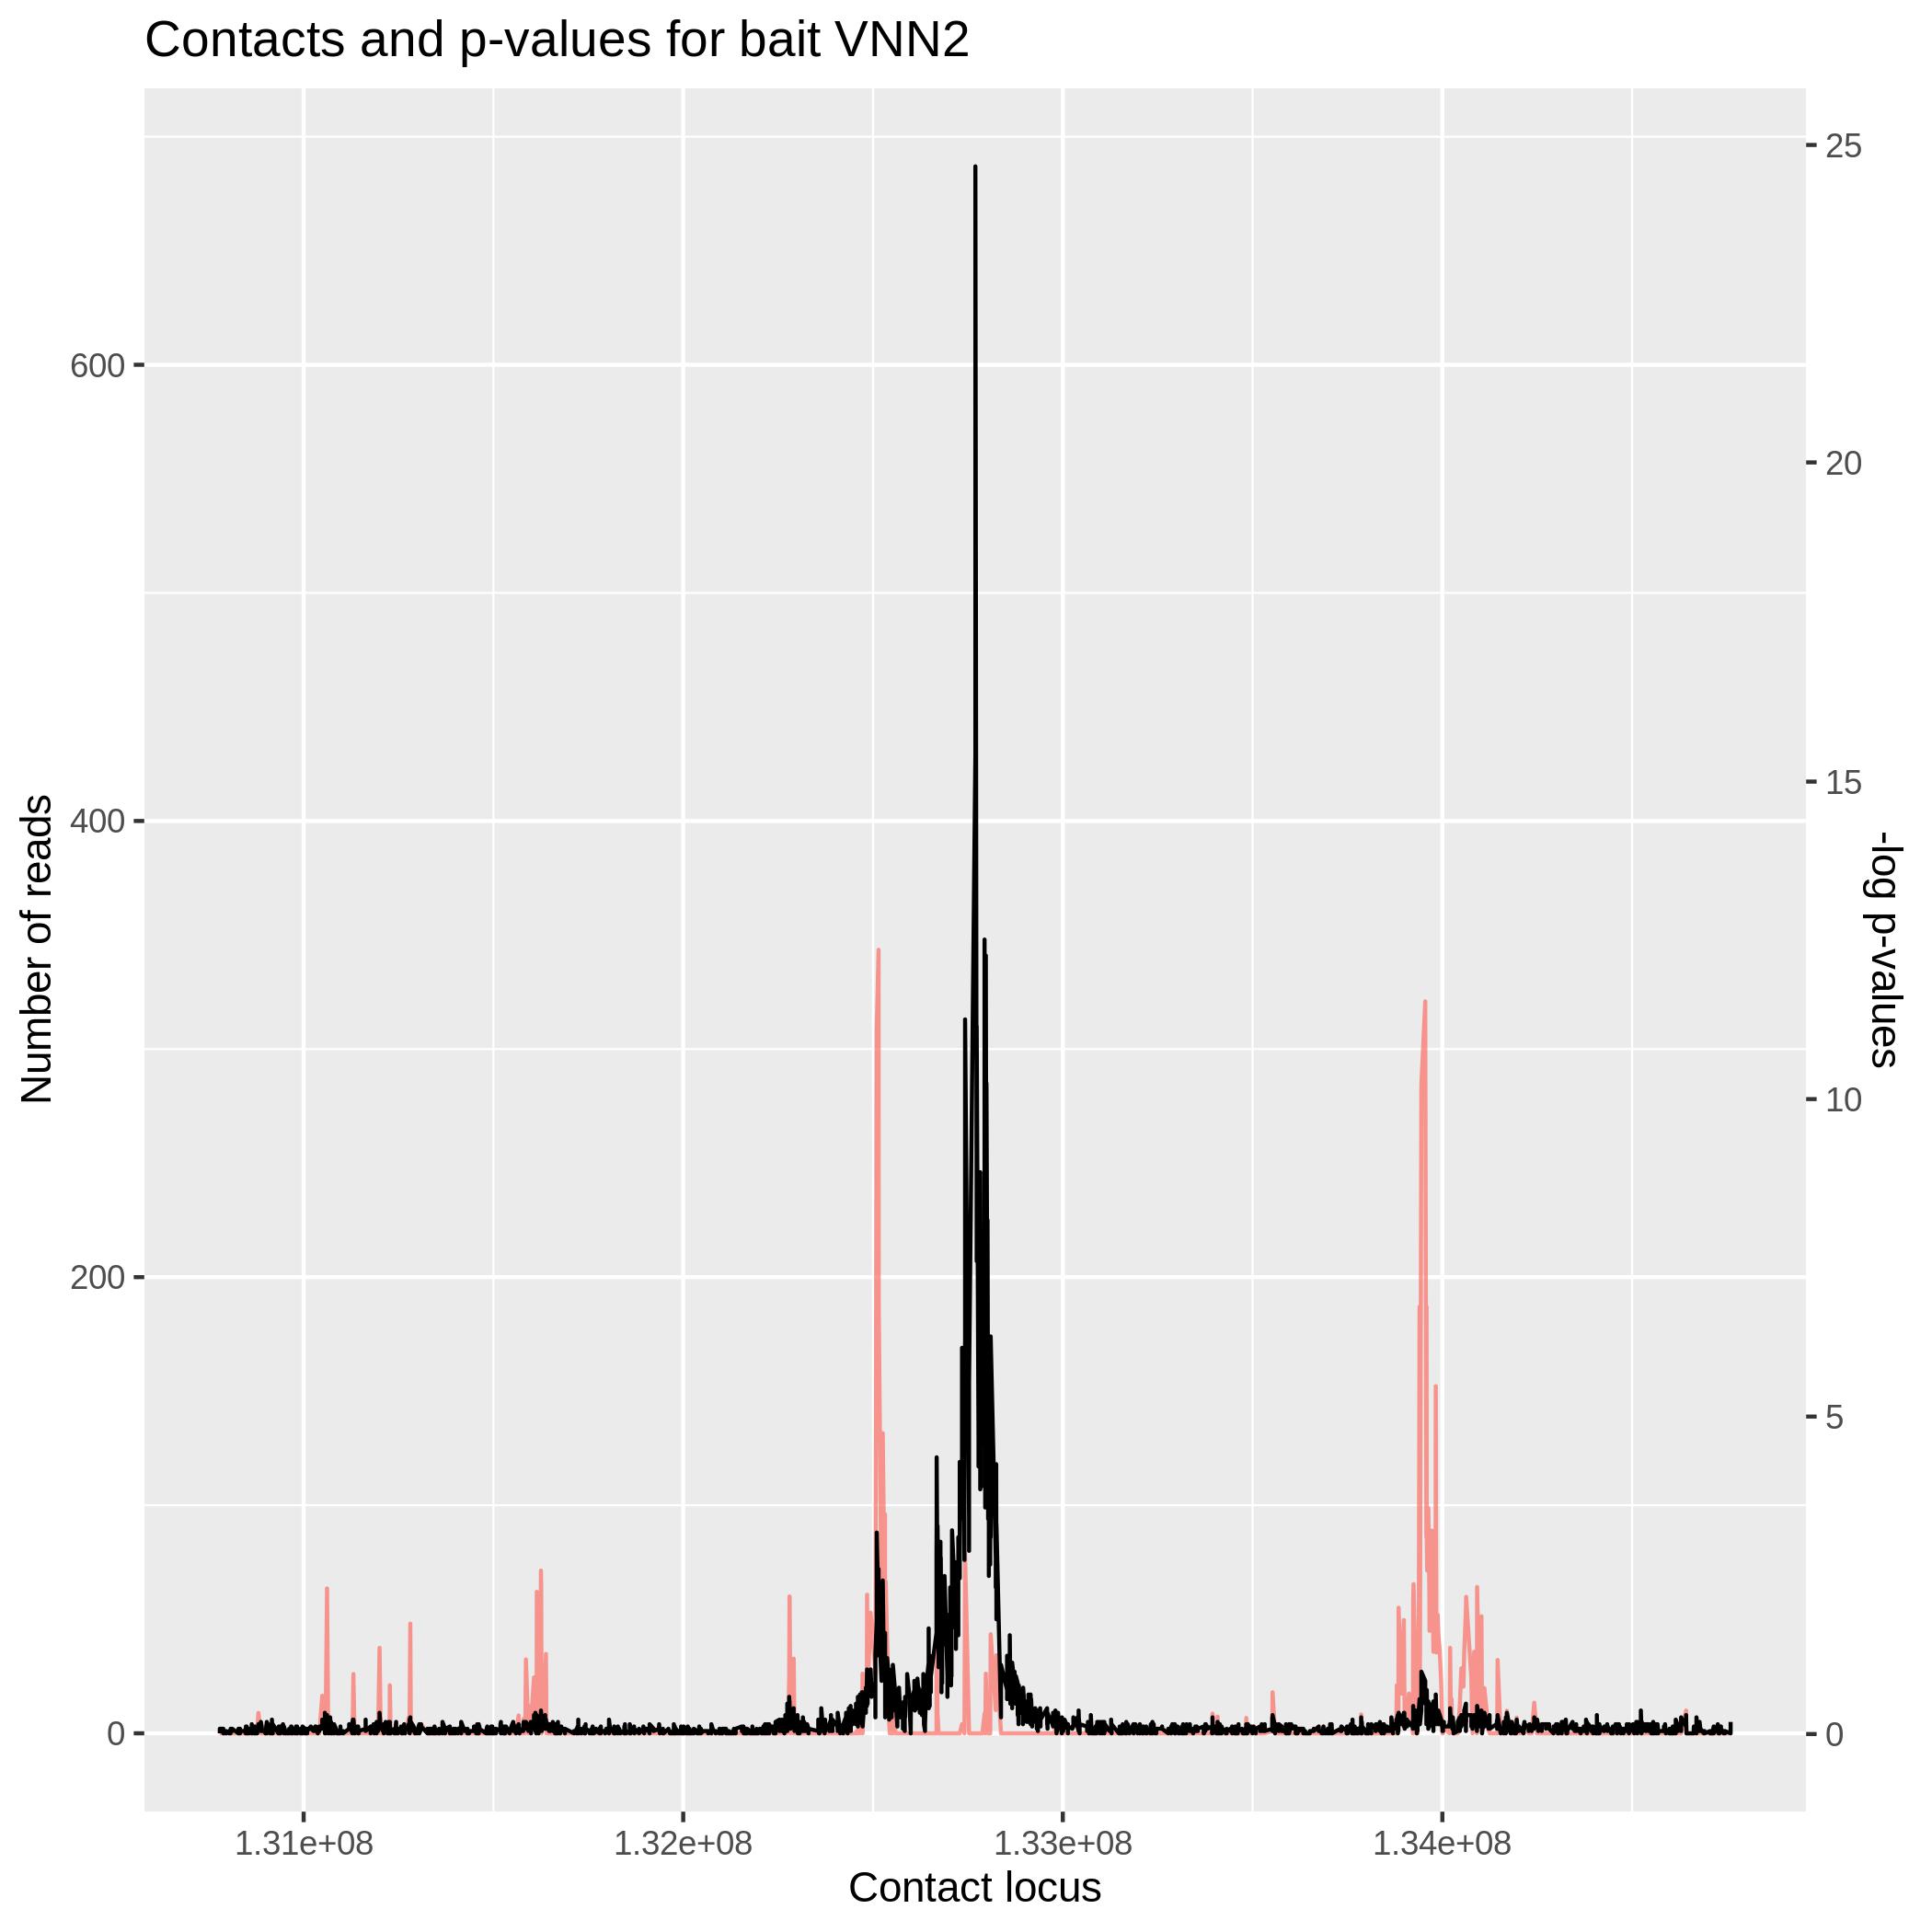 Contacts and p-values for bait VNN2
Number of reads
600
400
200
0
25
20
15
10
5
0
-log p-values
1.31e+08
1.32e+08
1.33e+08
1.34e+08
Contact locus